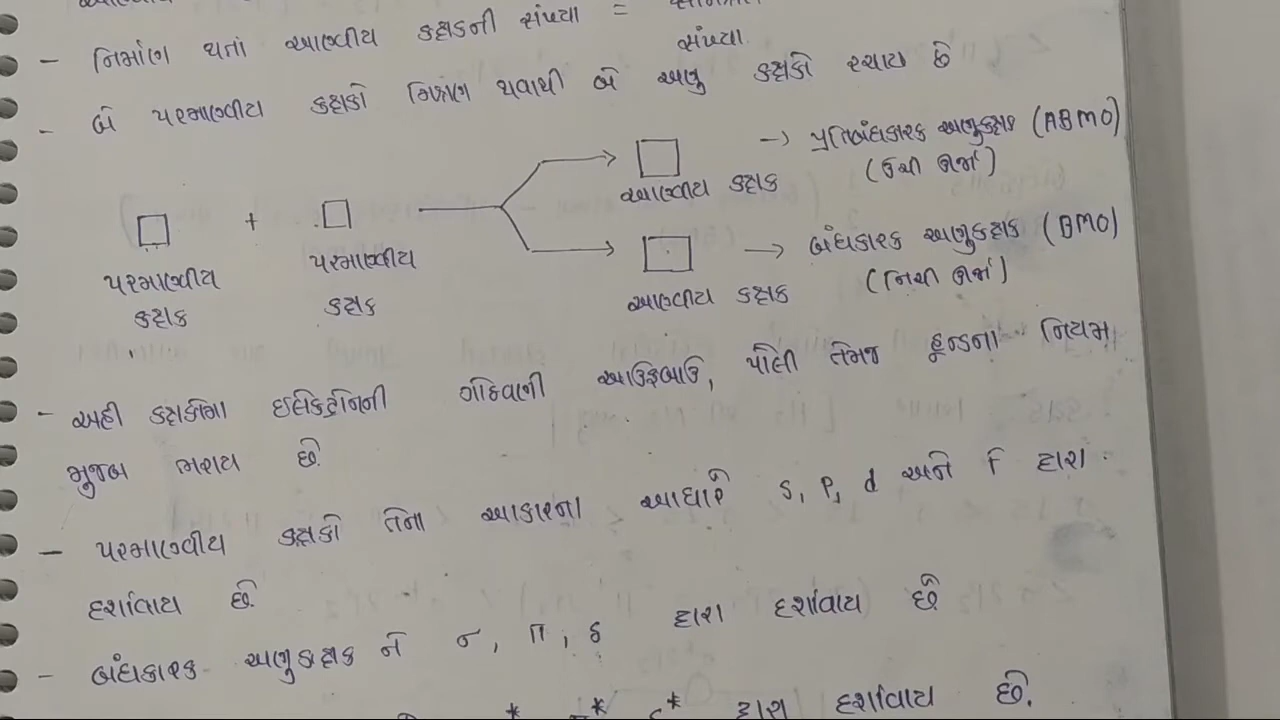 - નિર્માણ થતાં આણ્વીય કક્ષકની સંખ્યા =
સંખ્યા
- બે પરમાણ્વીય કક્ષકો મિશ્રણ થવાથી બે આણુ કક્ષકો રચાય છે
→ પ્રતિબંધકારક આણુકક્ષક (ABMO)
આણ્વીય કક્ષક (ઉંચી ઊર્જા)
+
પરમાણ્વીય પરમાણ્વીય → બંધકારક આણુકક્ષક (BMO)
કક્ષક કક્ષક આણ્વીય કક્ષક (નિચી ઊર્જા)
- અહી કક્ષકોમાં ઇલેક્ટ્રોનની ગોઠવણી આઉફબાઉ, પૌલી તેમજ હુન્ડના નિયમ
મુજબ ભરાય છે.
- પરમાણ્વીય કક્ષકો તેના આકારના આધારે s, p, d અને f દ્વારા
દર્શાવાય છે.
- બંધકારક આણુકક્ષક ને σ, π, δ દ્વારા દર્શાવાય છે
* * * દ્વારા દર્શાવાય છે.